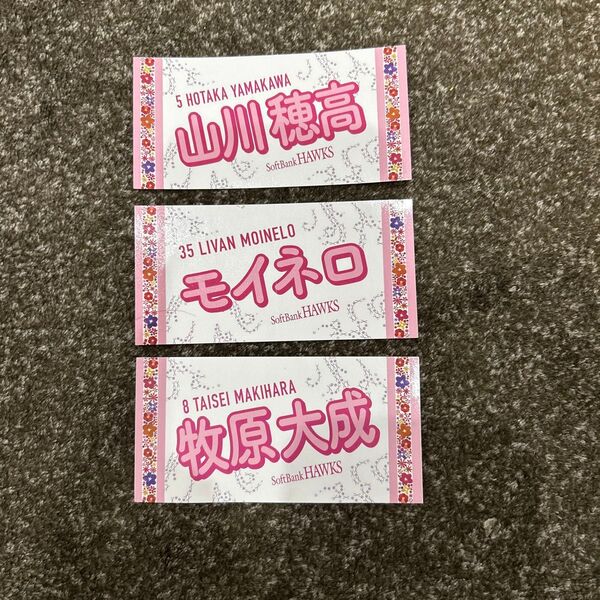 5 HOTAKA YAMAKAWA
山川穂高
SoftBank HAWKS
35 LIVAN MOINELO
モイネロ
SoftBank HAWKS
8 TAISEI MAKIHARA
牧原大成
SoftBank HAWKS